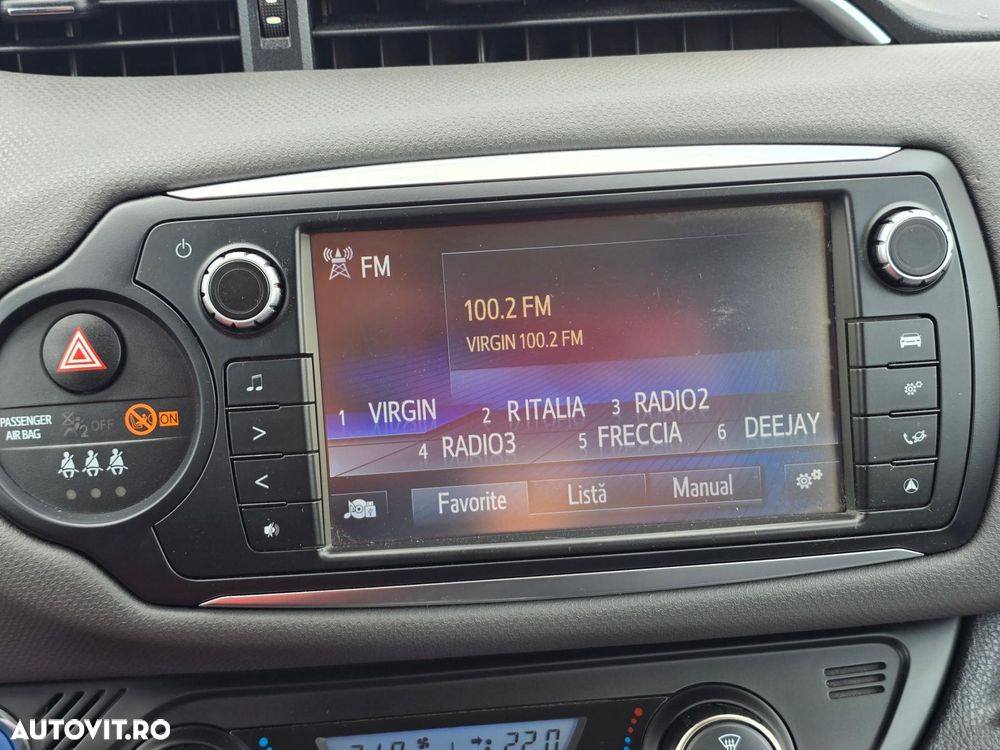 FM
100.2 FM
VIRGIN 100.2 FM
1 VIRGIN 2 R ITALIA 3 RADIO2
4 RADIO3 5 FRECCIA 6 DEEJAY
Favorite Listă Manual
PASSENGER
AIR BAG
2 OFF ON
22.0
AUTOVIT.RO